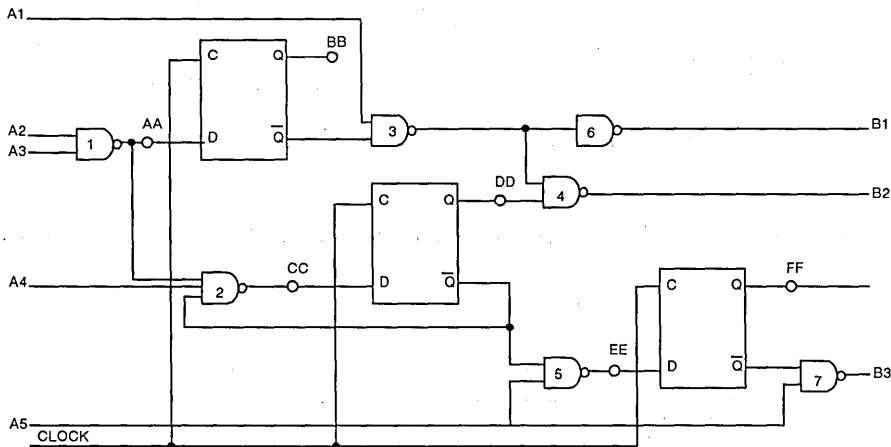 A1
BB
C Q
AA
A2
A3
1
D Q̅
3
6
B1
DD
C Q
4
B2
CC
A4
2
D Q̅
C Q
FF
EE
5
D Q̅
7
B3
A5
CLOCK